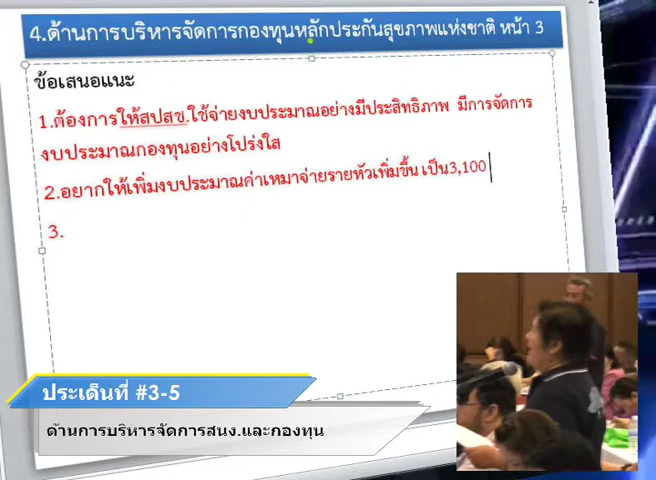 4.ด้านการบริหารจัดการกองทุนหลักประกันสุขภาพแห่งชาติ หน้า 3
ข้อเสนอแนะ
1.ต้องการให้สปสช.ใช้จ่ายงบประมาณอย่างมีประสิทธิภาพ มีการจัดการ
งบประมาณกองทุนอย่างโปร่งใส
2.อยากให้เพิ่มงบประมาณค่าเหมาจ่ายรายหัวเพิ่มขึ้น เป็น3,100
3.
ประเด็นที่ #3-5
ด้านการบริหารจัดการสนง.และกองทุน